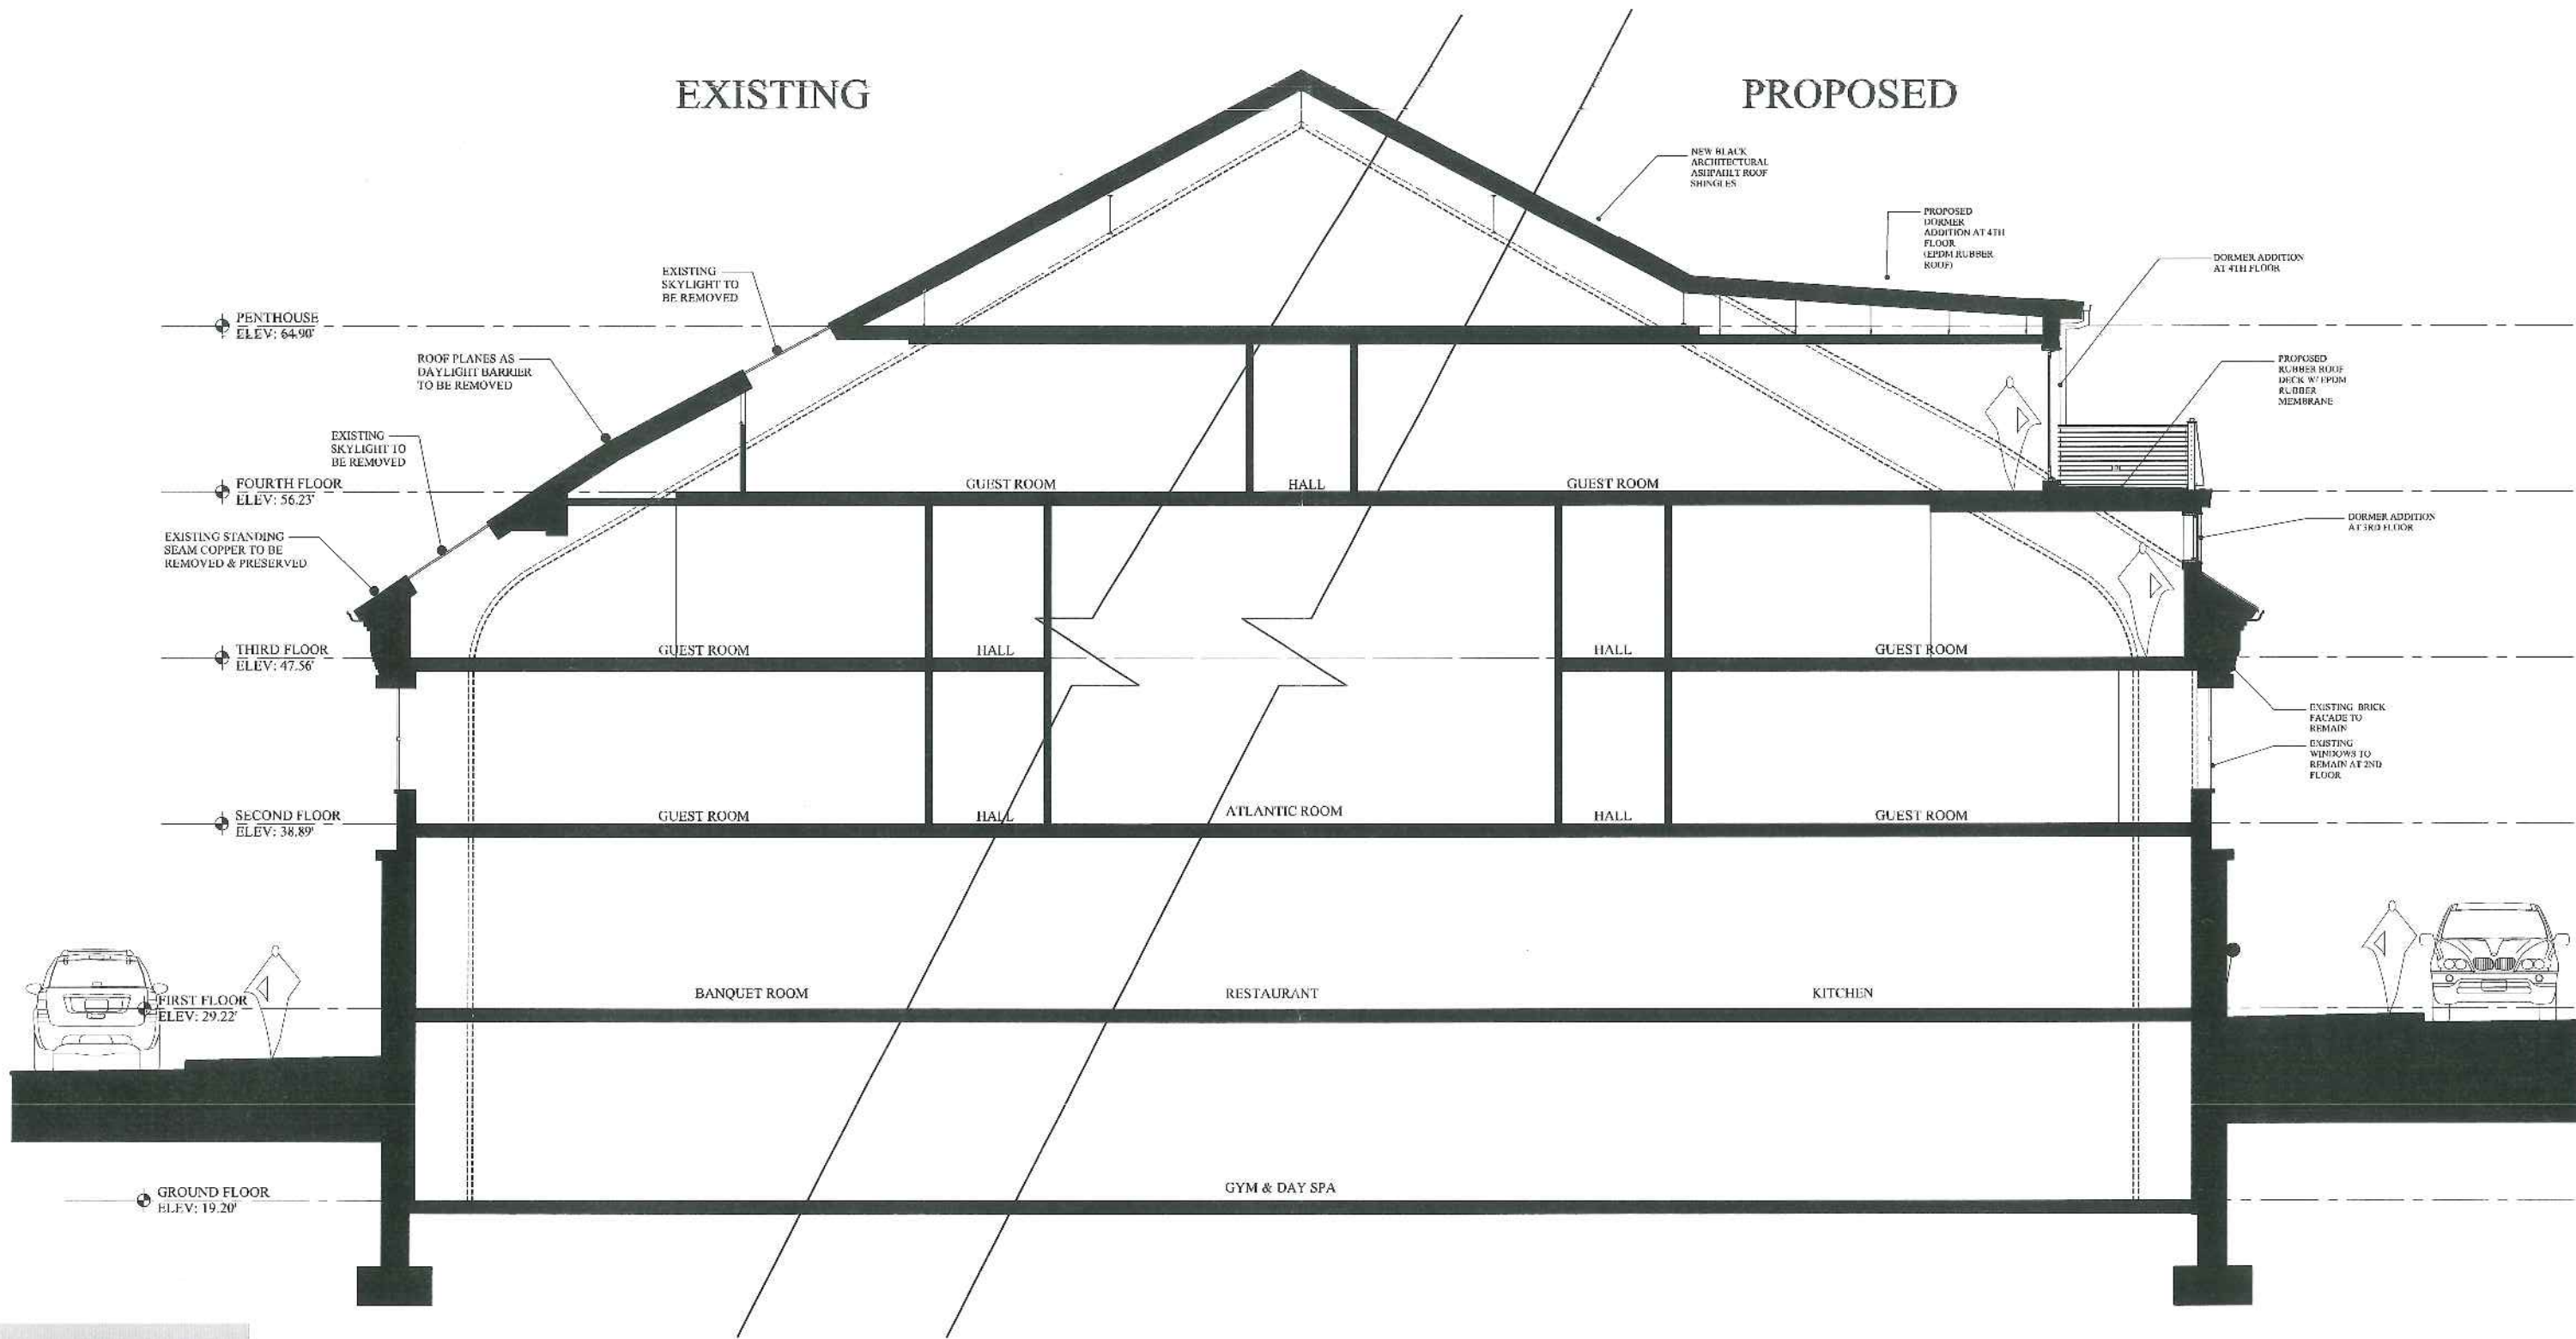 EXISTING
PROPOSED
NEW BLACK
ARCHITECTURAL
ASHPAHLT ROOF
SHINGLES
PROPOSED
DORMER
ADDITION AT 4TH
FLOOR
(EPDM RUBBER
ROOF)
DORMER ADDITION
AT 4TH FLOOR
EXISTING
SKYLIGHT TO
BE REMOVED
PENTHOUSE
ELEV: 64.90'
ROOF PLANES AS
DAYLIGHT BARRIER
TO BE REMOVED
PROPOSED
RUBBER ROOF
DECK W/ EPDM
RUBBER
MEMBRANE
EXISTING
SKYLIGHT TO
BE REMOVED
FOURTH FLOOR
ELEV: 56.23'
GUEST ROOM
HALL
GUEST ROOM
DORMER ADDITION
AT 3RD FLOOR
EXISTING STANDING
SEAM COPPER TO BE
REMOVED & PRESERVED
THIRD FLOOR
ELEV: 47.56'
GUEST ROOM
HALL
HALL
GUEST ROOM
EXISTING BRICK
FACADE TO
REMAIN
EXISTING
WINDOWS TO
REMAIN AT 2ND
FLOOR
SECOND FLOOR
ELEV: 38.89'
GUEST ROOM
HALL
ATLANTIC ROOM
HALL
GUEST ROOM
FIRST FLOOR
ELEV: 29.22'
BANQUET ROOM
RESTAURANT
KITCHEN
GROUND FLOOR
ELEV: 19.20'
GYM & DAY SPA